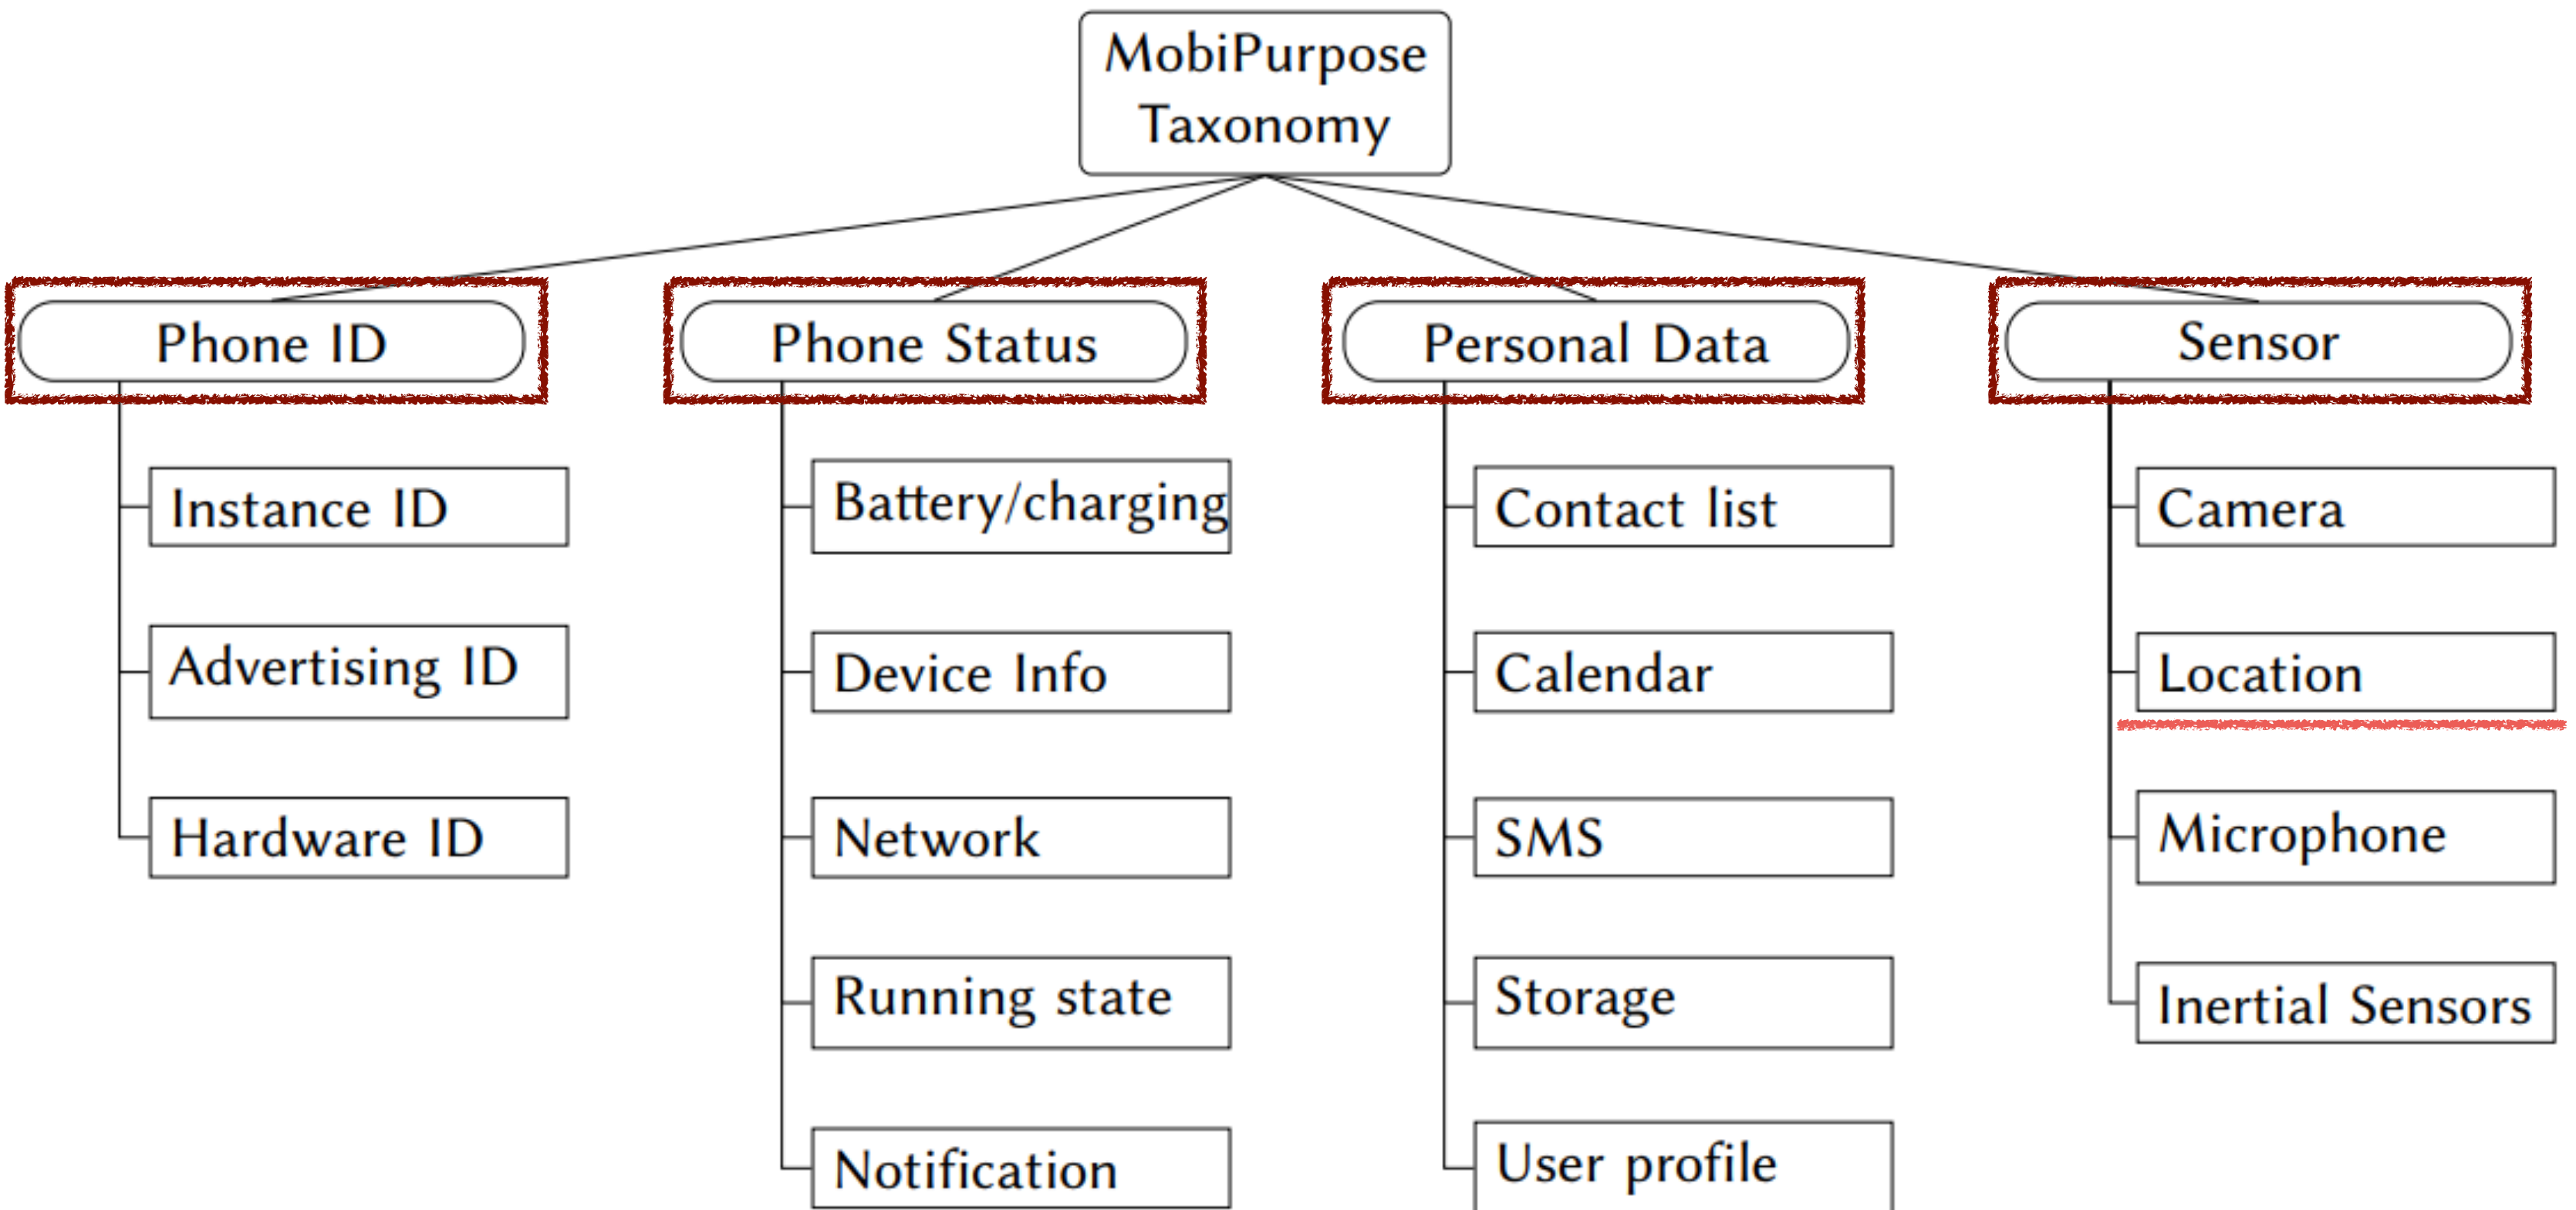 MobiPurpose
Taxonomy
Phone ID
Instance ID
Advertising ID
Hardware ID
Phone Status
Battery/charging
Device Info
Network
Running state
Notification
Personal Data
Contact list
Calendar
SMS
Storage
User profile
Sensor
Camera
Location
Microphone
Inertial Sensors